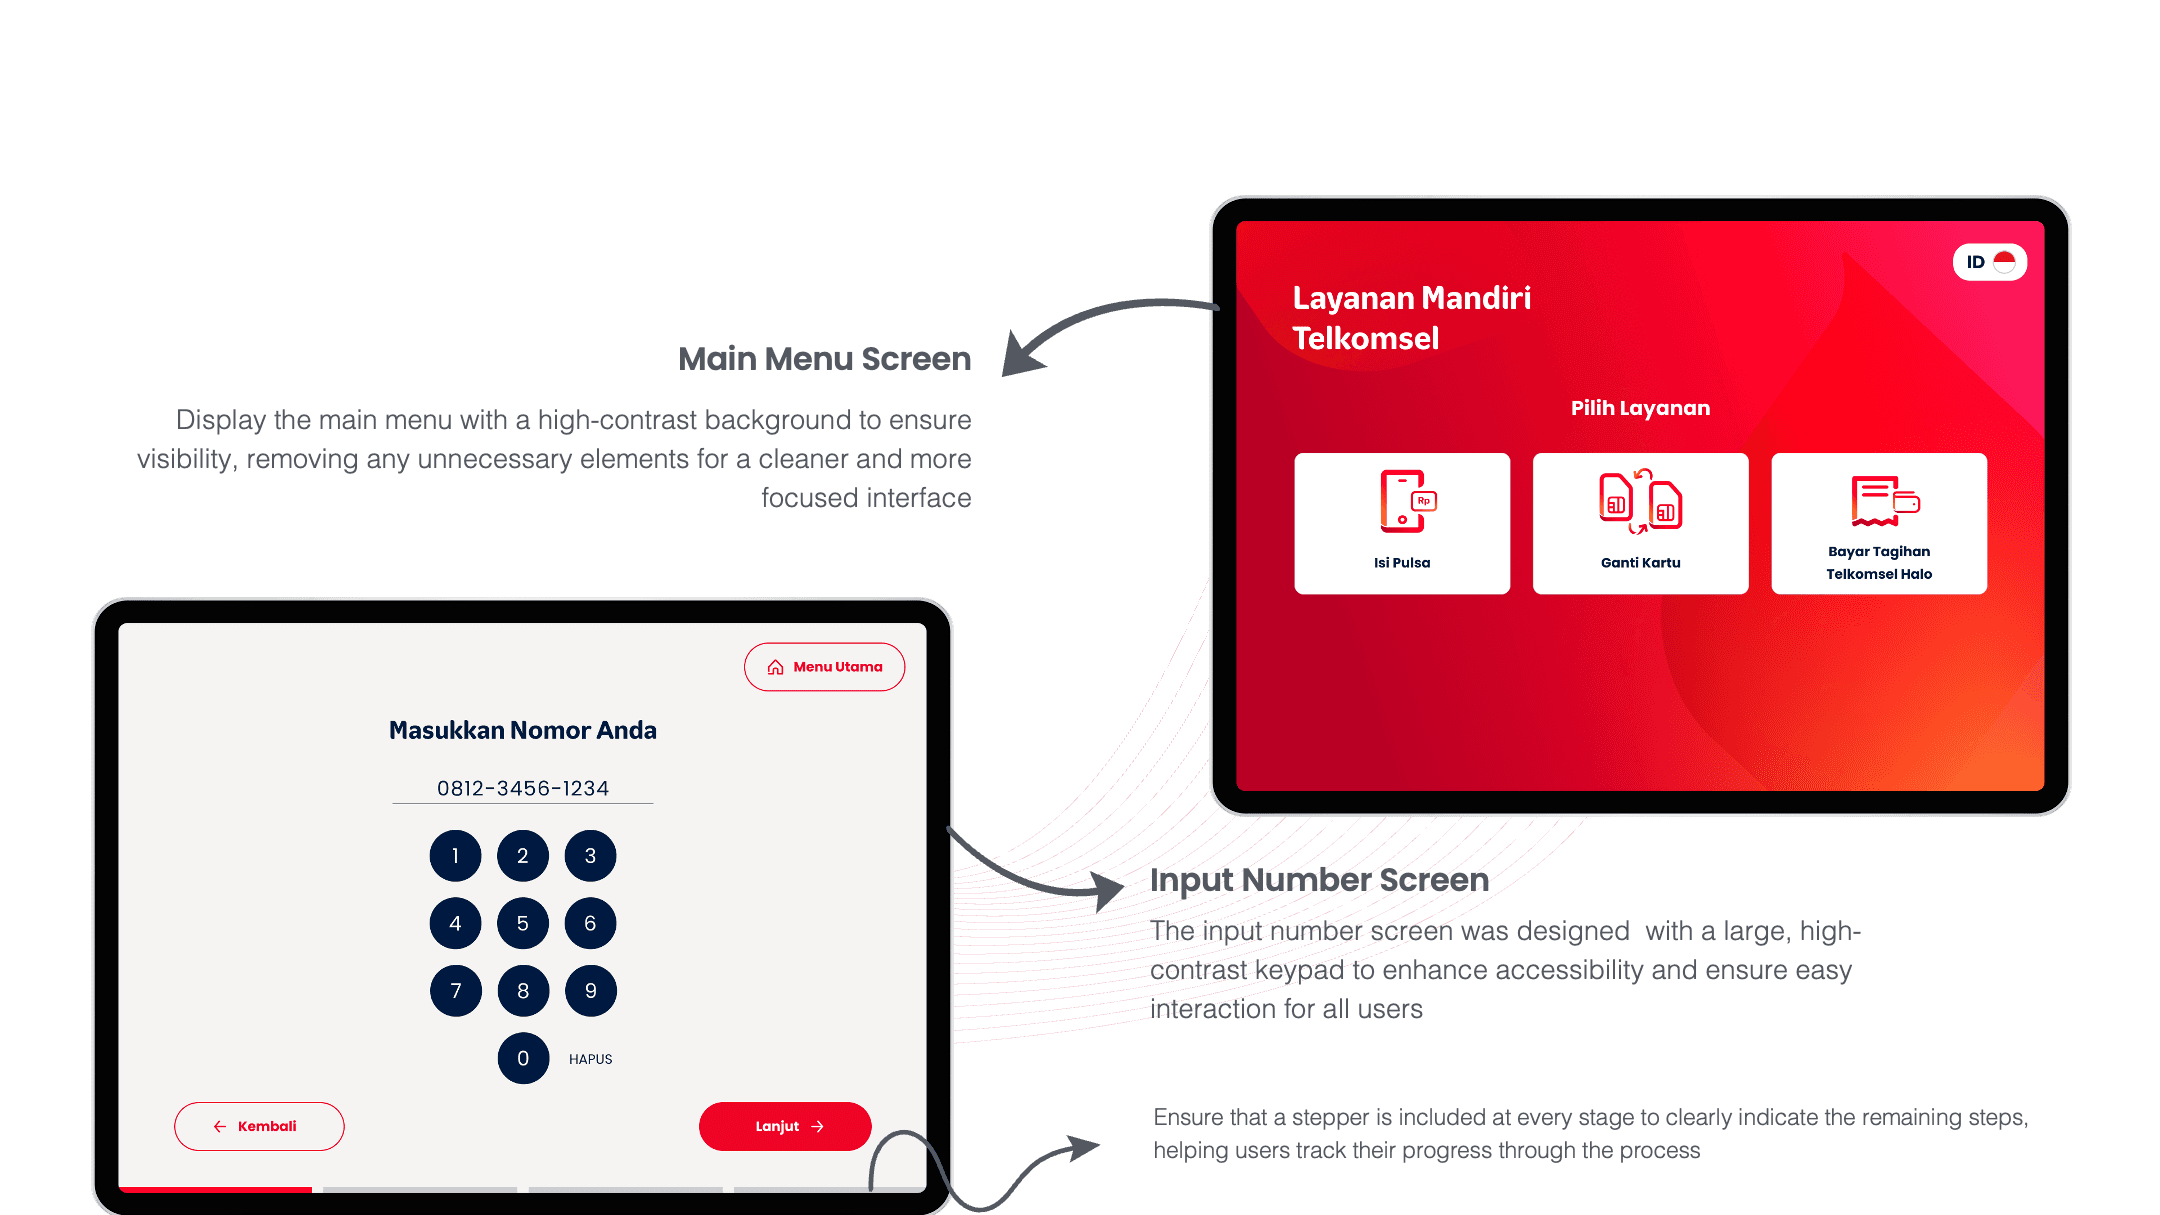 ID
Layanan Mandiri
Telkomsel
Main Menu Screen
Display the main menu with a high-contrast background to ensure
visibility, removing any unnecessary elements for a cleaner and more
focused interface
Pilih Layanan
Rp
Isi Pulsa
Ganti Kartu
Bayar Tagihan
Telkomsel Halo
Menu Utama
Masukkan Nomor Anda
0812-3456-1234
1 2 3
4 5 6
7 8 9
0 HAPUS
Kembali
Lanjut
Input Number Screen
The input number screen was designed  with a large, high-
contrast keypad to enhance accessibility and ensure easy
interaction for all users
Ensure that a stepper is included at every stage to clearly indicate the remaining steps,
helping users track their progress through the process